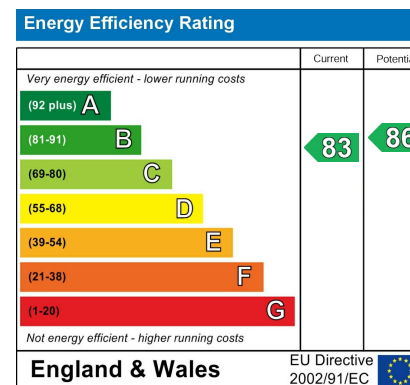 Energy Efficiency Rating
Current Potentia
Very energy efficient - lower running costs
(92 plus) A
(81-91) B
(69-80) C
(55-68) D
(39-54) E
(21-38) F
(1-20) G
83 86
Not energy efficient - higher running costs
England & Wales
EU Directive
2002/91/EC